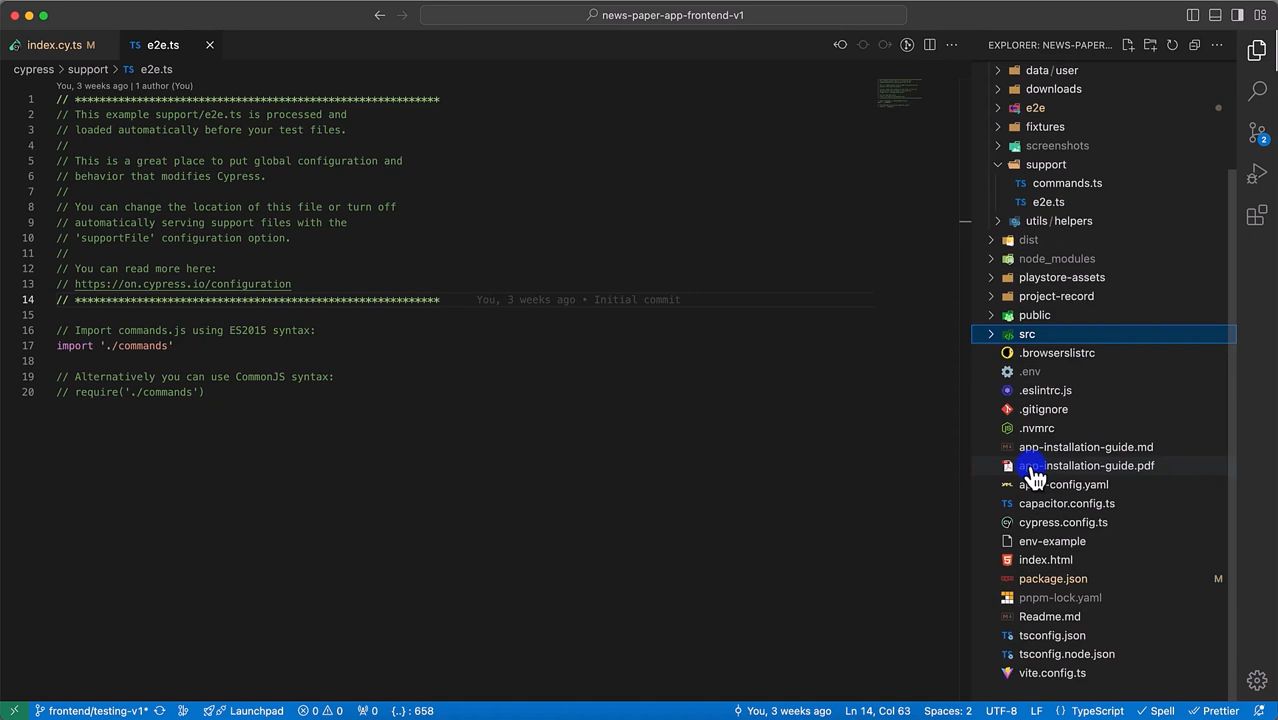 news-paper-app-frontend-v1
index.cy.ts M
TS e2e.ts
EXPLORER: NEWS-PAPER...
cypress > support > TS e2e.ts
You, 3 weeks ago | 1 author (You)
1 // ***********************************************************
2 // This example support/e2e.ts is processed and
3 // loaded automatically before your test files.
4 //
5 // This is a great place to put global configuration and
6 // behavior that modifies Cypress.
7 //
8 // You can change the location of this file or turn off
9 // automatically serving support files with the
10 // 'supportFile' configuration option.
11 //
12 // You can read more here:
13 // https://on.cypress.io/configuration
14 // *********************************************************** You, 3 weeks ago • Initial commit
15
16 // Import commands.js using ES2015 syntax:
17 import './commands'
18
19 // Alternatively you can use CommonJS syntax:
20 // require('./commands')
data/user
downloads
e2e
fixtures
screenshots
support
TS commands.ts
TS e2e.ts
utils/helpers
dist
node_modules
playstore-assets
project-record
public
src
.browserslistrc
.env
.eslintrc.js
.gitignore
.nvmrc
app-installation-guide.md
app-installation-guide.pdf
-config.yaml
TS capacitor.config.ts
cypress.config.ts
env-example
index.html
package.json M
pnpm-lock.yaml
Readme.md
TS tsconfig.json
TS tsconfig.node.json
vite.config.ts
2
frontend/testing-v1*
Launchpad
0 0
0
{..} : 658
You, 3 weeks ago
Ln 14, Col 63
Spaces: 2
UTF-8
LF
{ } TypeScript
Spell
Prettier